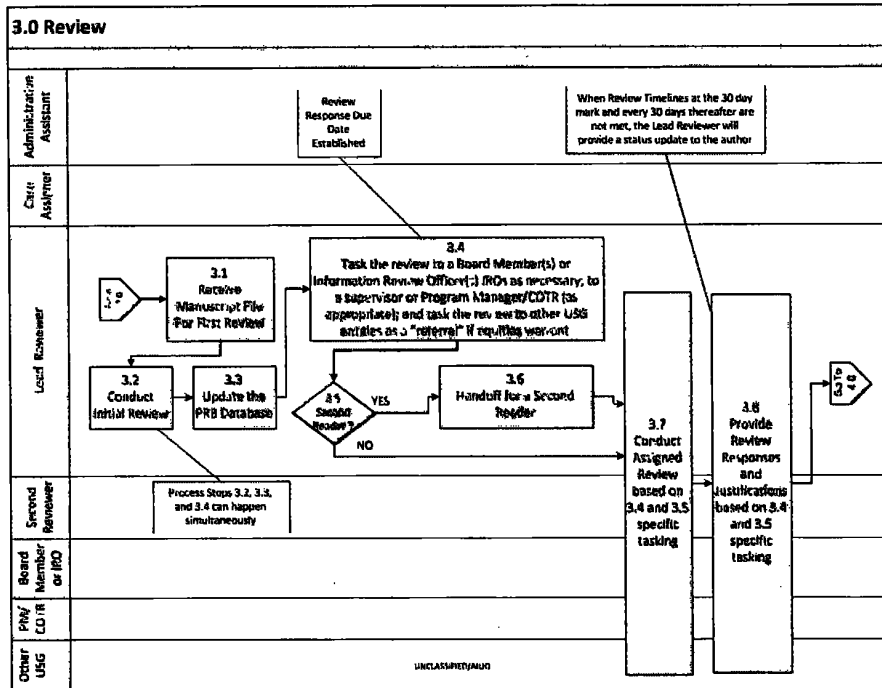 3.0 Review
Administration
Assistant
Case
Assigner
Lead Reviewer
Second
Reviewer
Board
Member
or IRO
PM/
COTR
Other
USG
Review
Response Due
Date
Established
When Review Timelines at the 30 day
mark and every 30 days thereafter are
not met, the Lead Reviewer will
provide a status update to the author
3.1
Receive
Manuscript File
For First Review
3.4
Task the review to a Board Member(s) or
Information Review Officer(s) IROs as necessary; to
a supervisor or Program Manager/COTR (as
appropriate); and task the review to other USG
entities as a "referral" if equities warrant
3.2
Conduct
Initial Review
3.3
Update the
PRB Database
3.5
Second
Reader?
YES
NO
3.6
Handoff for a Second
Reader
3.7
Conduct
Assigned
Review
based on
3.4 and 3.5
specific
tasking
3.8
Provide
Review
Responses
and
Justifications
based on 3.4
and 3.5
specific
tasking
Go To
4.0
Process Steps 3.2, 3.3,
and 3.4 can happen
simultaneously